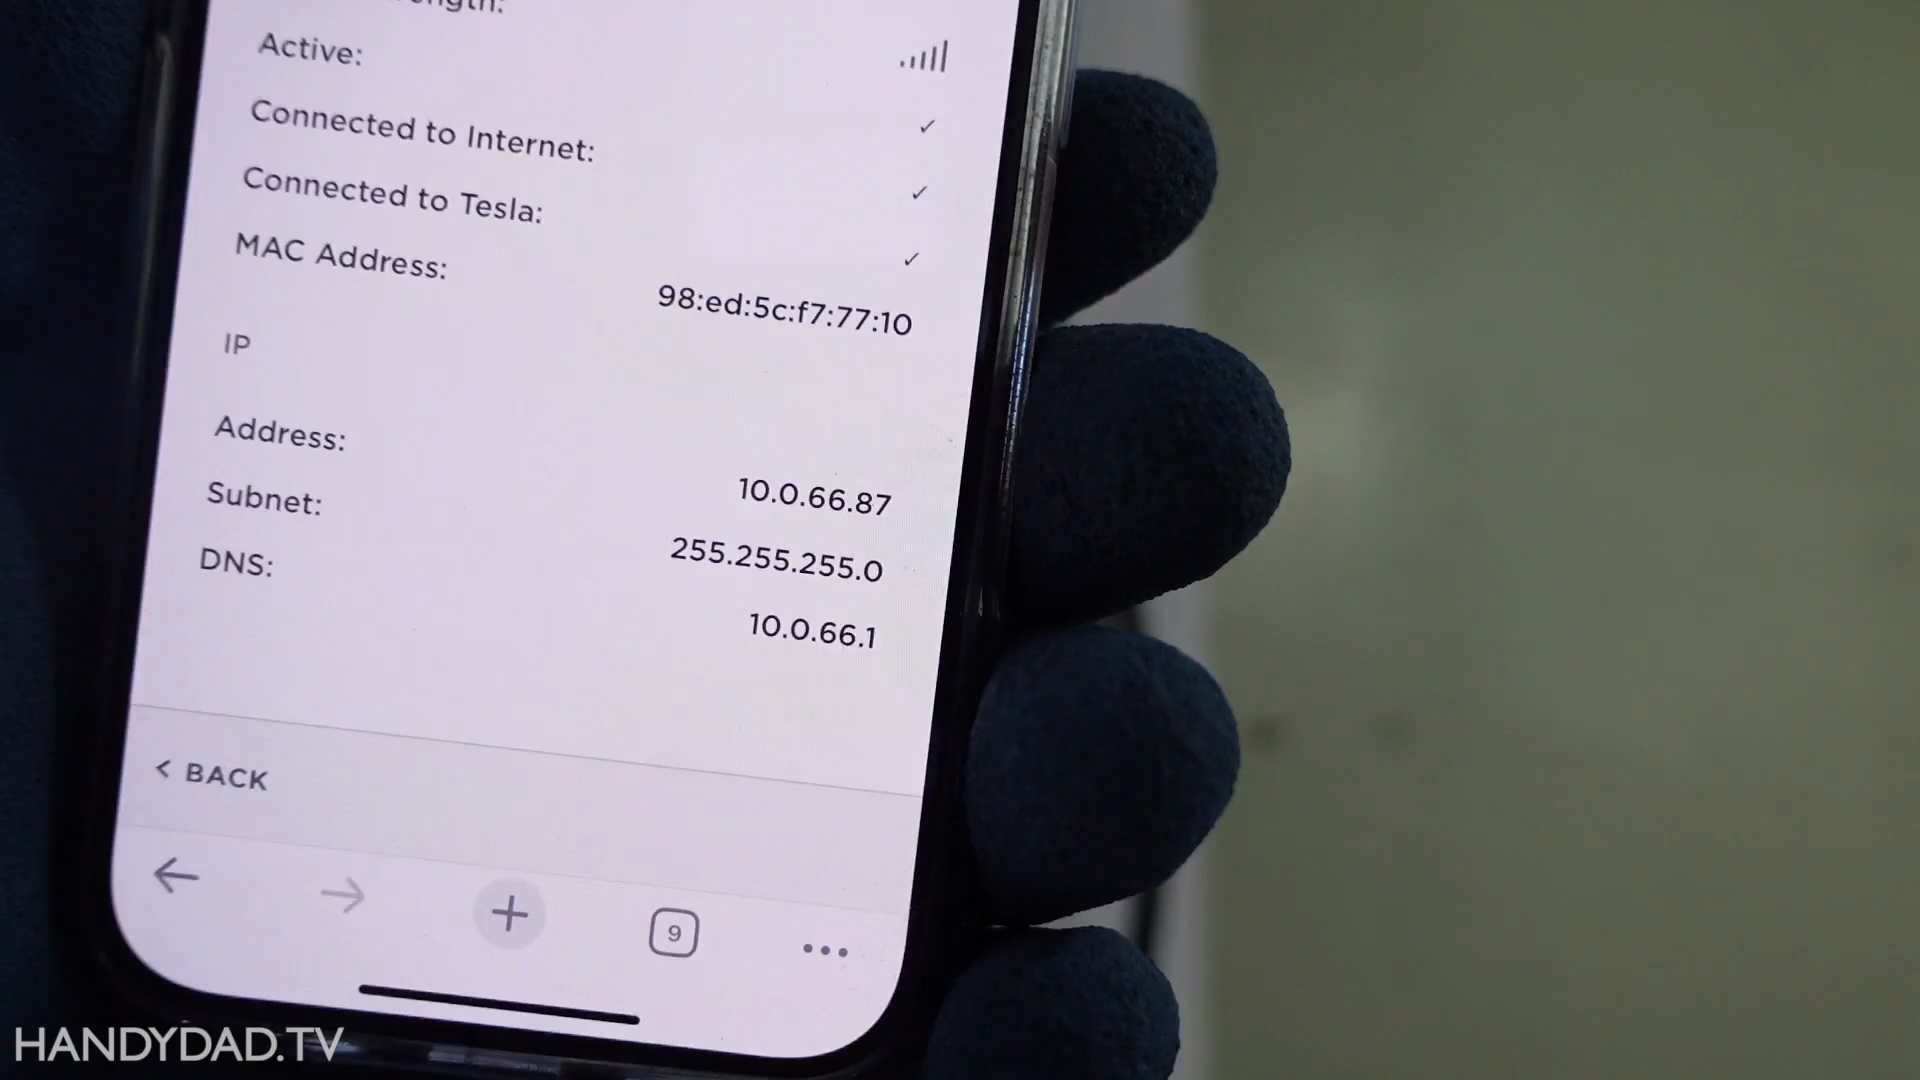 Active:
Connected to Internet:
✓
Connected to Tesla:
✓
MAC Address:
✓
98:ed:5c:f7:77:10
IP
Address:
10.0.66.87
Subnet:
255.255.255.0
DNS:
10.0.66.1
< BACK
9
HANDYDAD.TV